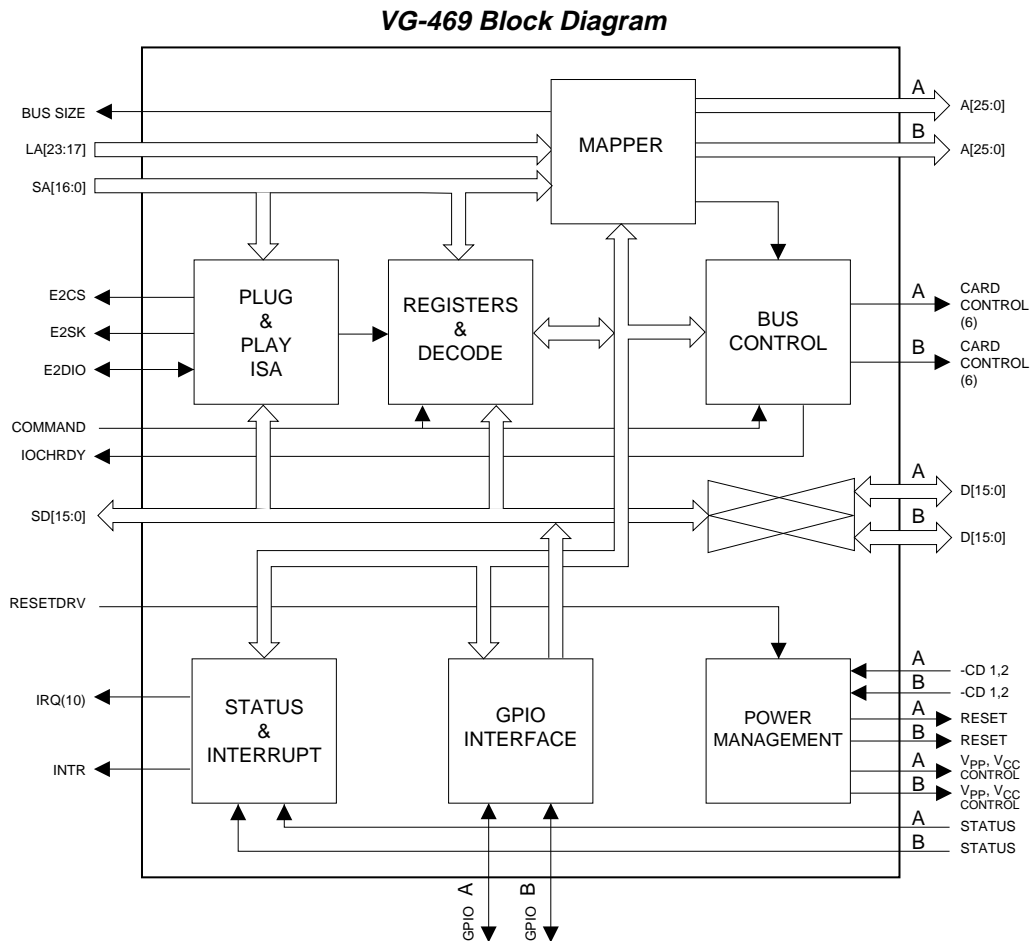 VG-469 Block Diagram
BUS SIZE
LA[23:17]
SA[16:0]
MAPPER
A
A[25:0]
B
A[25:0]
E2CS
E2SK
E2DIO
PLUG
&
PLAY
ISA
REGISTERS
&
DECODE
BUS
CONTROL
A
CARD
CONTROL
(6)
B
CARD
CONTROL
(6)
COMMAND
IOCHRDY
SD[15:0]
A
D[15:0]
B
D[15:0]
RESETDRV
IRQ(10)
INTR
STATUS
&
INTERRUPT
GPIO
INTERFACE
POWER
MANAGEMENT
A
-CD 1,2
B
-CD 1,2
A
RESET
B
RESET
A
VPP, VCC
CONTROL
B
VPP, VCC
CONTROL
A
STATUS
B
STATUS
GPIO A
GPIO B